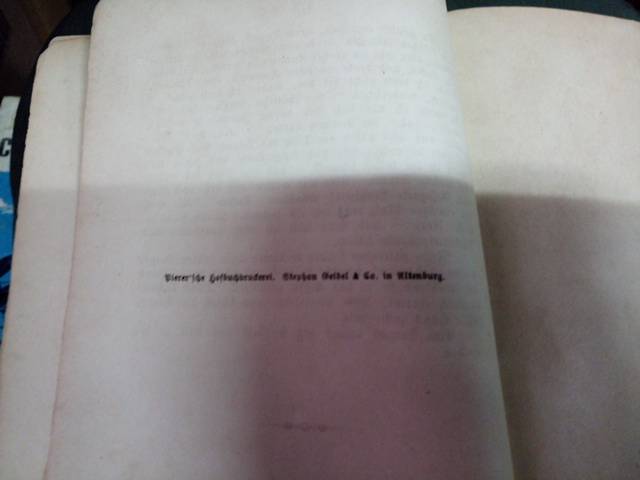 Pierer'sche Hofbuchdruckerei. Stephan Geibel & Co. in Altenburg.
C